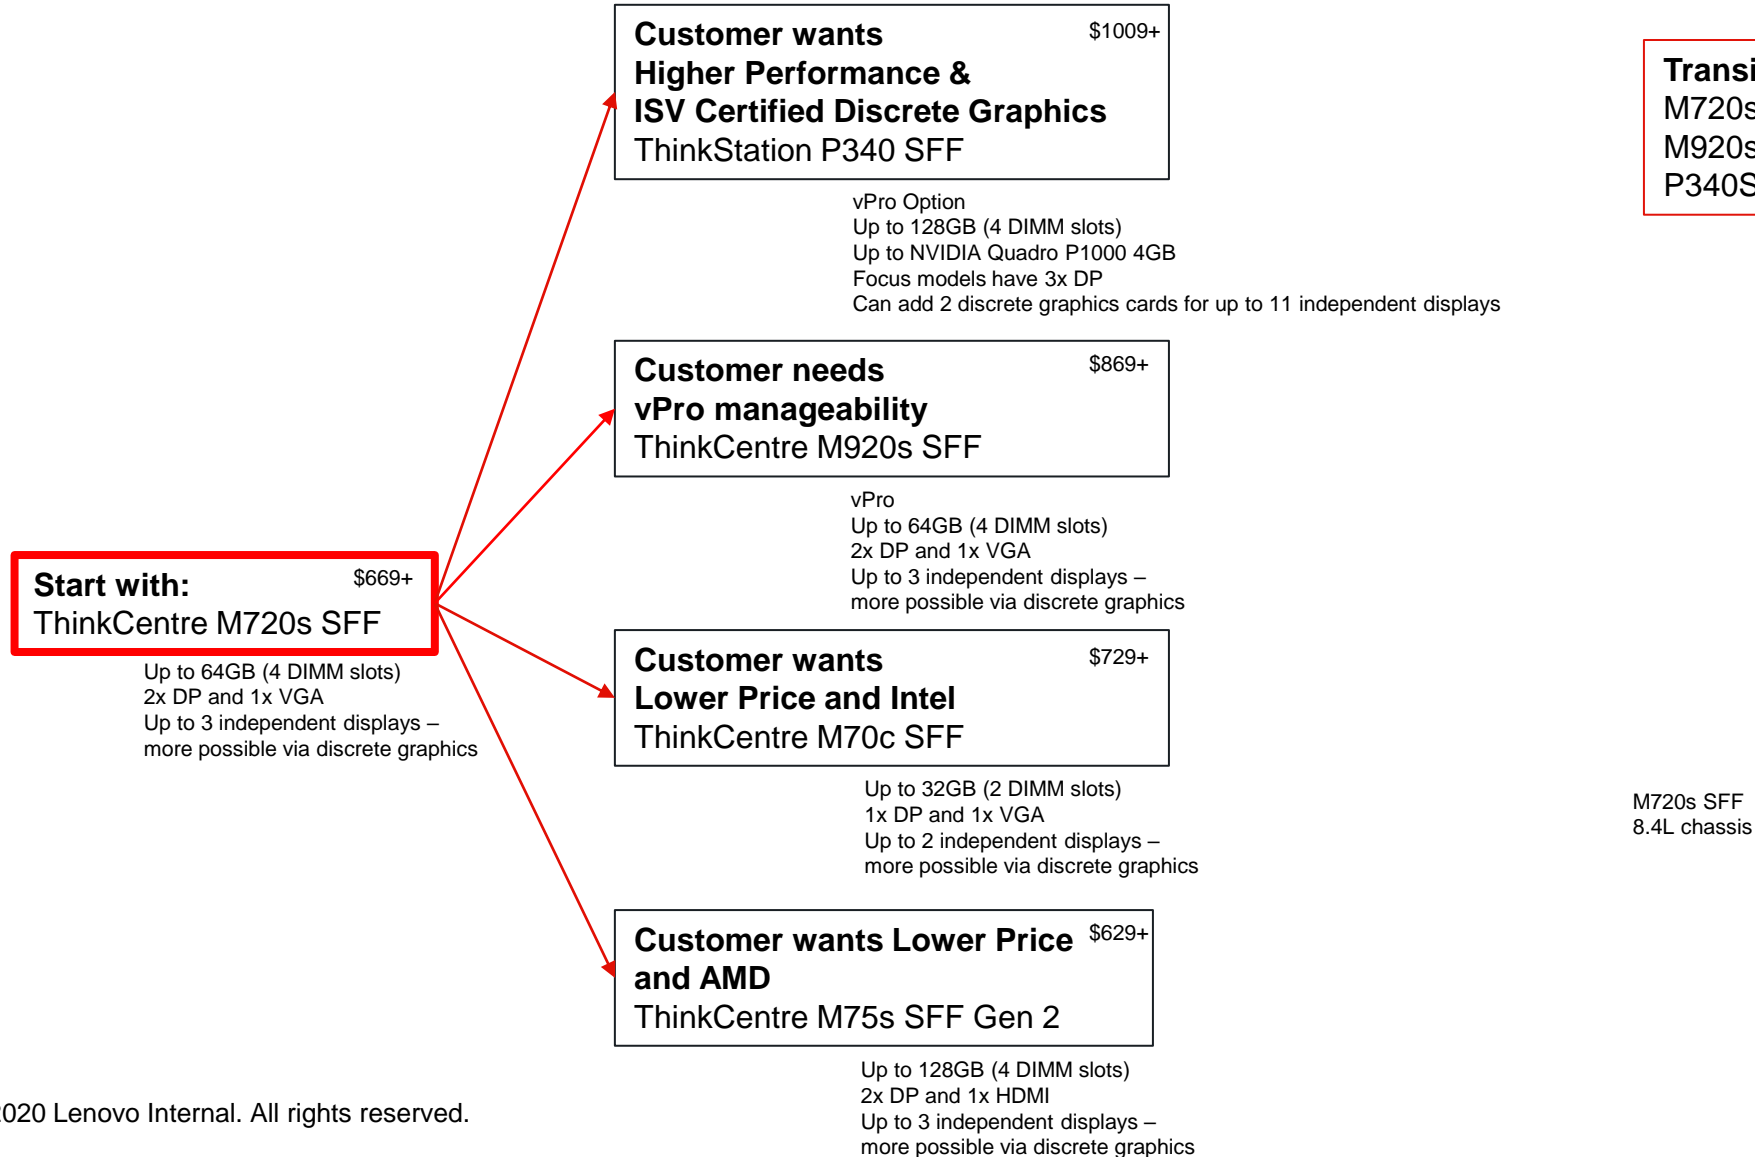 Customer wants
$1009+
Higher Performance &
ISV Certified Discrete Graphics
ThinkStation P340 SFF
vPro Option
Up to 128GB (4 DIMM slots)
Up to NVIDIA Quadro P1000 4GB
Focus models have 3x DP
Can add 2 discrete graphics cards for up to 11 independent displays
Customer needs
$869+
vPro manageability
ThinkCentre M920s SFF
vPro
Up to 64GB (4 DIMM slots)
2x DP and 1x VGA
Up to 3 independent displays –
more possible via discrete graphics
Start with:
$669+
ThinkCentre M720s SFF
Up to 64GB (4 DIMM slots)
2x DP and 1x VGA
Up to 3 independent displays –
more possible via discrete graphics
Customer wants
$729+
Lower Price and Intel
ThinkCentre M70c SFF
Up to 32GB (2 DIMM slots)
1x DP and 1x VGA
Up to 2 independent displays –
more possible via discrete graphics
Customer wants Lower Price
$629+
and AMD
ThinkCentre M75s SFF Gen 2
Up to 128GB (4 DIMM slots)
2x DP and 1x HDMI
Up to 3 independent displays –
more possible via discrete graphics
M720s
M920s
M720s SFF
8.4L chassis
020 Lenovo Internal. All rights reserved.